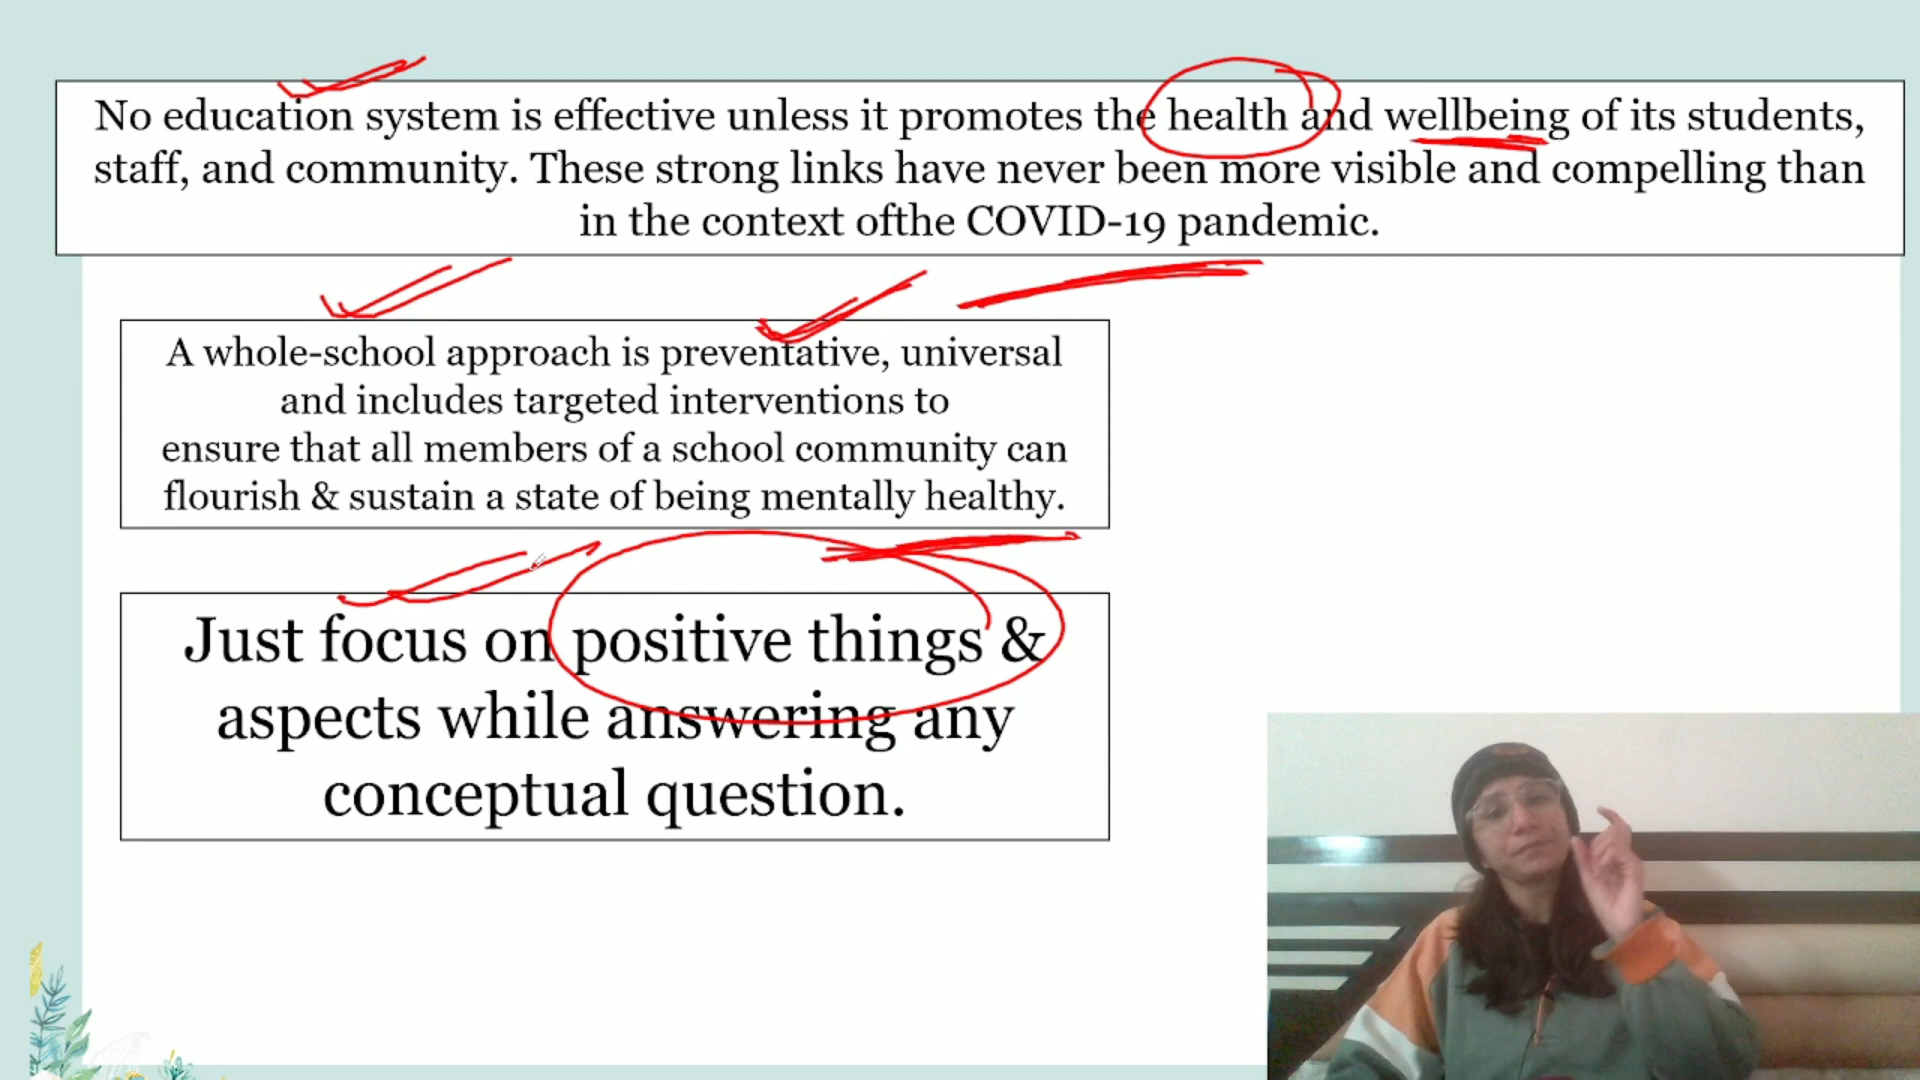 No education system is effective unless it promotes the health and wellbeing of its students,
staff, and community. These strong links have never been more visible and compelling than
in the context ofthe COVID-19 pandemic.
A whole-school approach is preventative, universal
and includes targeted interventions to
ensure that all members of a school community can
flourish & sustain a state of being mentally healthy.
Just focus on positive things &
aspects while answering any
conceptual question.